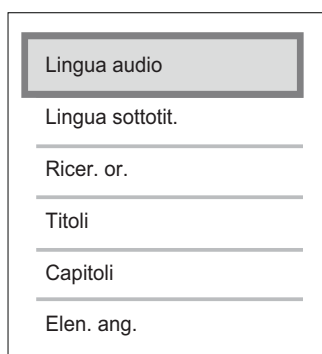 Lingua audio
Lingua sottotit.
Ricer. or.
Titoli
Capitoli
Elen. ang.